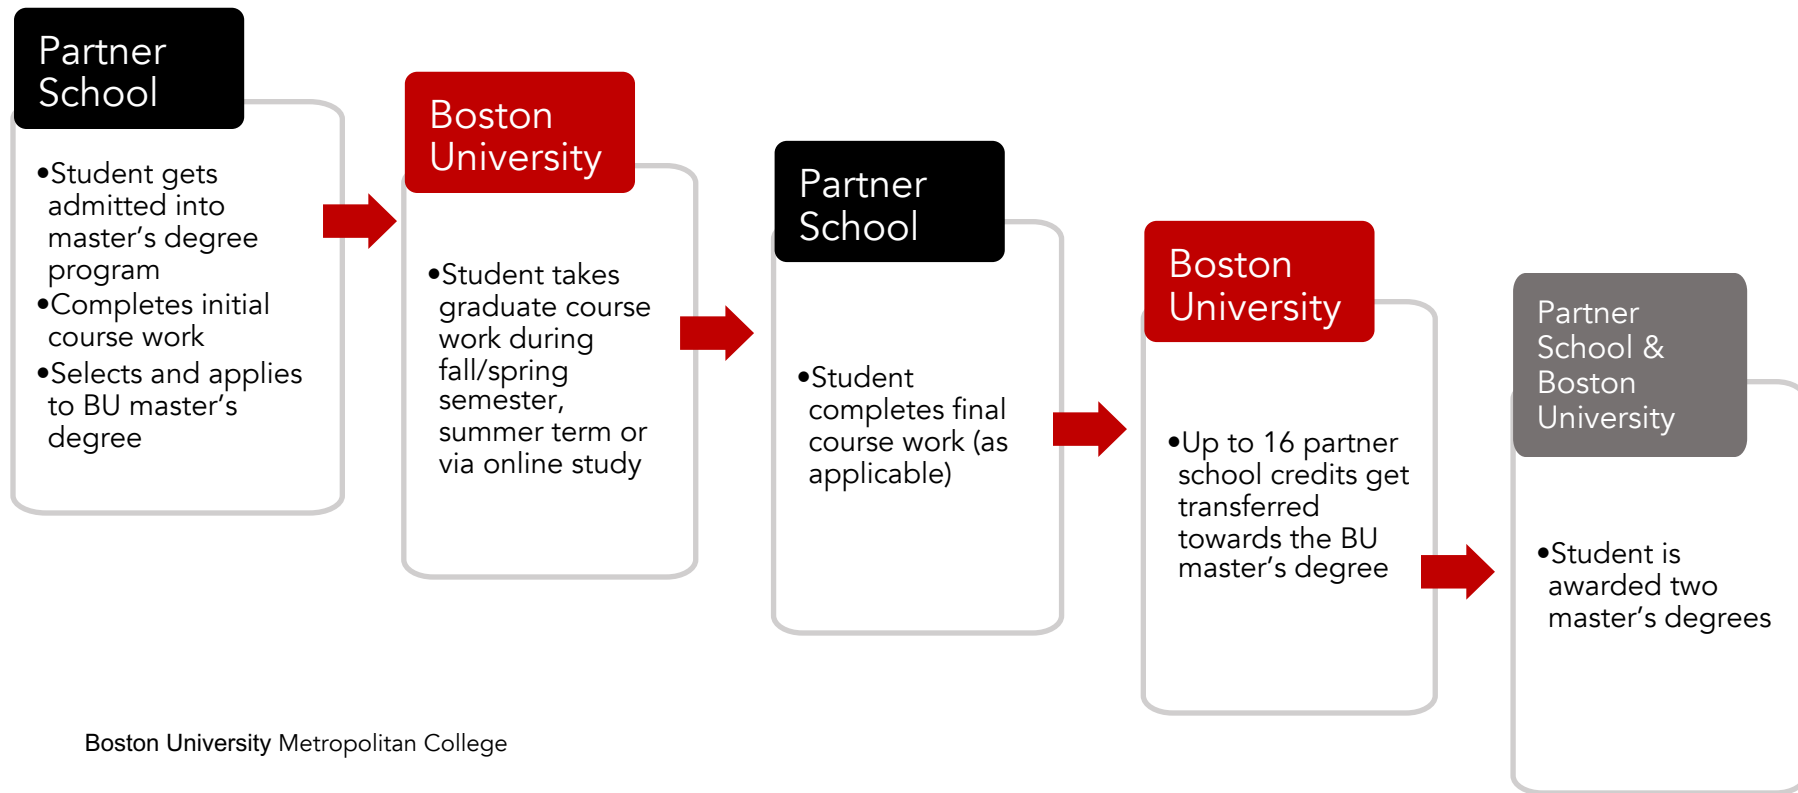 Partner
School
•Student gets
admitted into
master’s degree
program
•Completes initial
course work
•Selects and applies
to BU master’s
degree
Boston
University
•Student takes
graduate course
work during
fall/spring
semester,
summer term or
via online study
Partner
School
•Student
completes final
course work (as
applicable)
Boston
University
•Up to 16 partner
school credits get
transferred
towards the BU
master’s degree
Partner
School &
Boston
University
•Student is
awarded two
master’s degrees
Boston University Metropolitan College